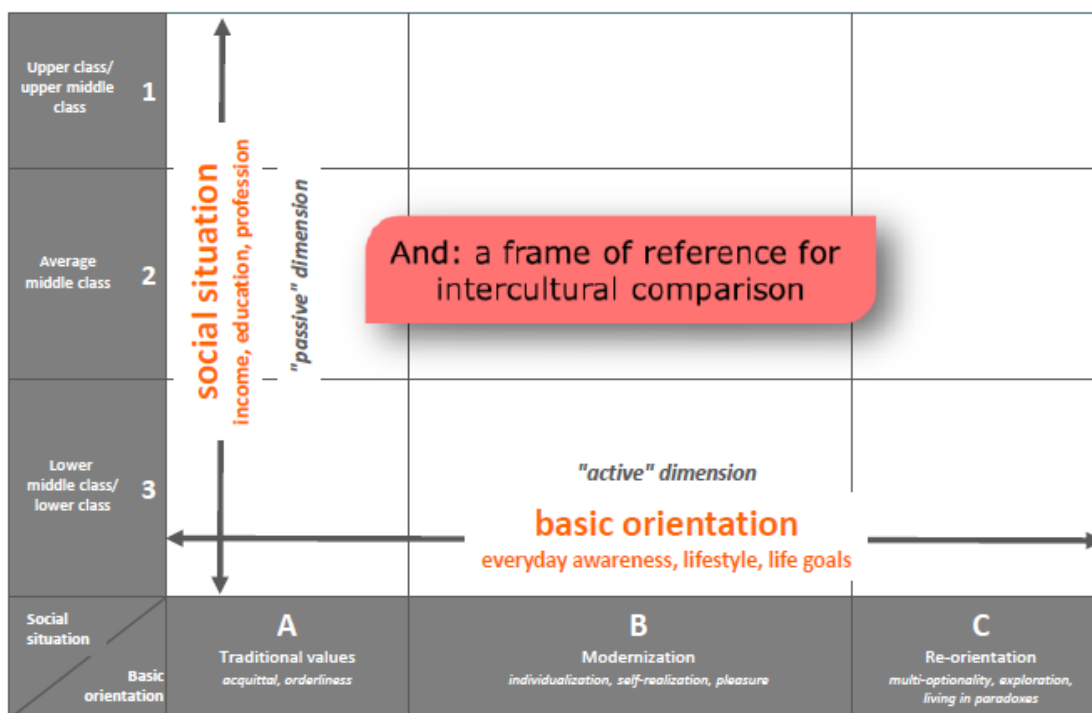 Upper class/
upper middle
class
1
Average
middle class
2
Lower
middle class/
lower class
3
social situation
income, education, profession
"passive" dimension
And: a frame of reference for
intercultural comparison
"active" dimension
basic orientation
everyday awareness, lifestyle, life goals
Social
situation
Basic
orientation
A
Traditional values
acquittal, orderliness
B
Modernization
individualization, self-realization, pleasure
C
Re-orientation
multi-optionality, exploration,
living in paradoxes